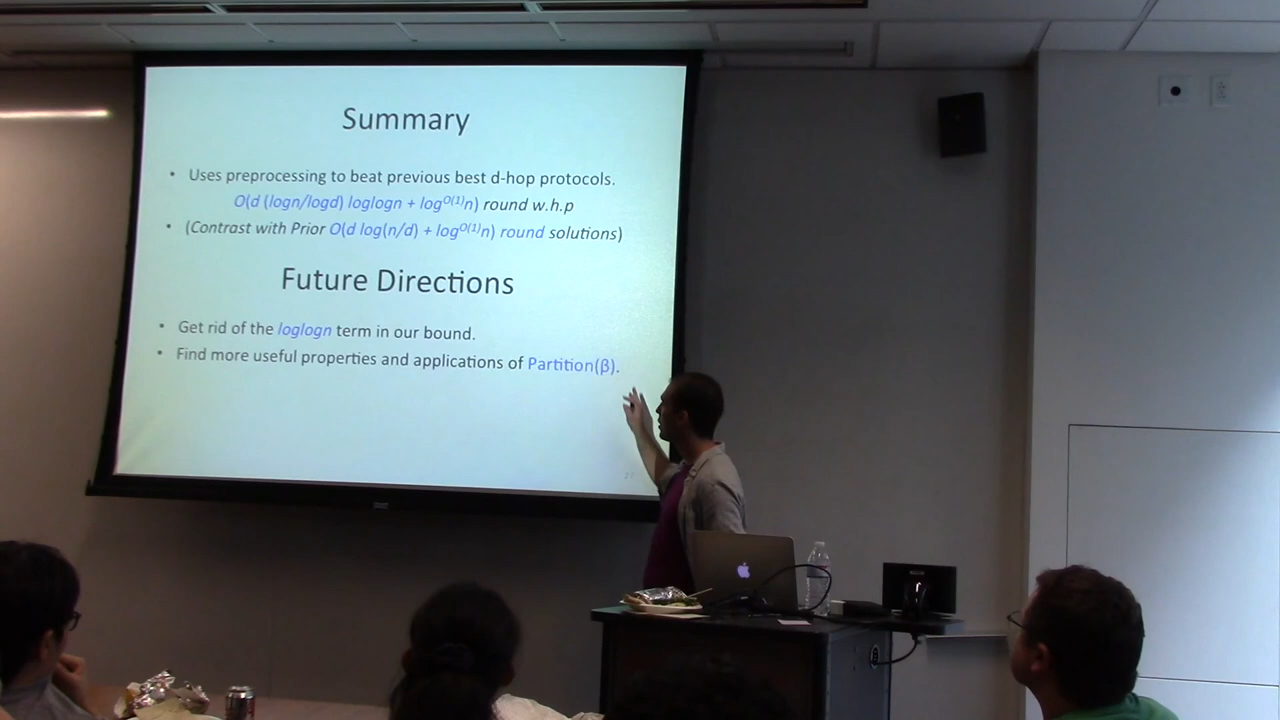 Summary
• Uses preprocessing to beat previous best d-hop protocols.
O(d (logn/logd) loglogn + log^O(1)n) round w.h.p
• (Contrast with Prior O(d log(n/d) + log^O(1)n) round solutions)
Future Directions
• Get rid of the loglogn term in our bound.
• Find more useful properties and applications of Partition(β).